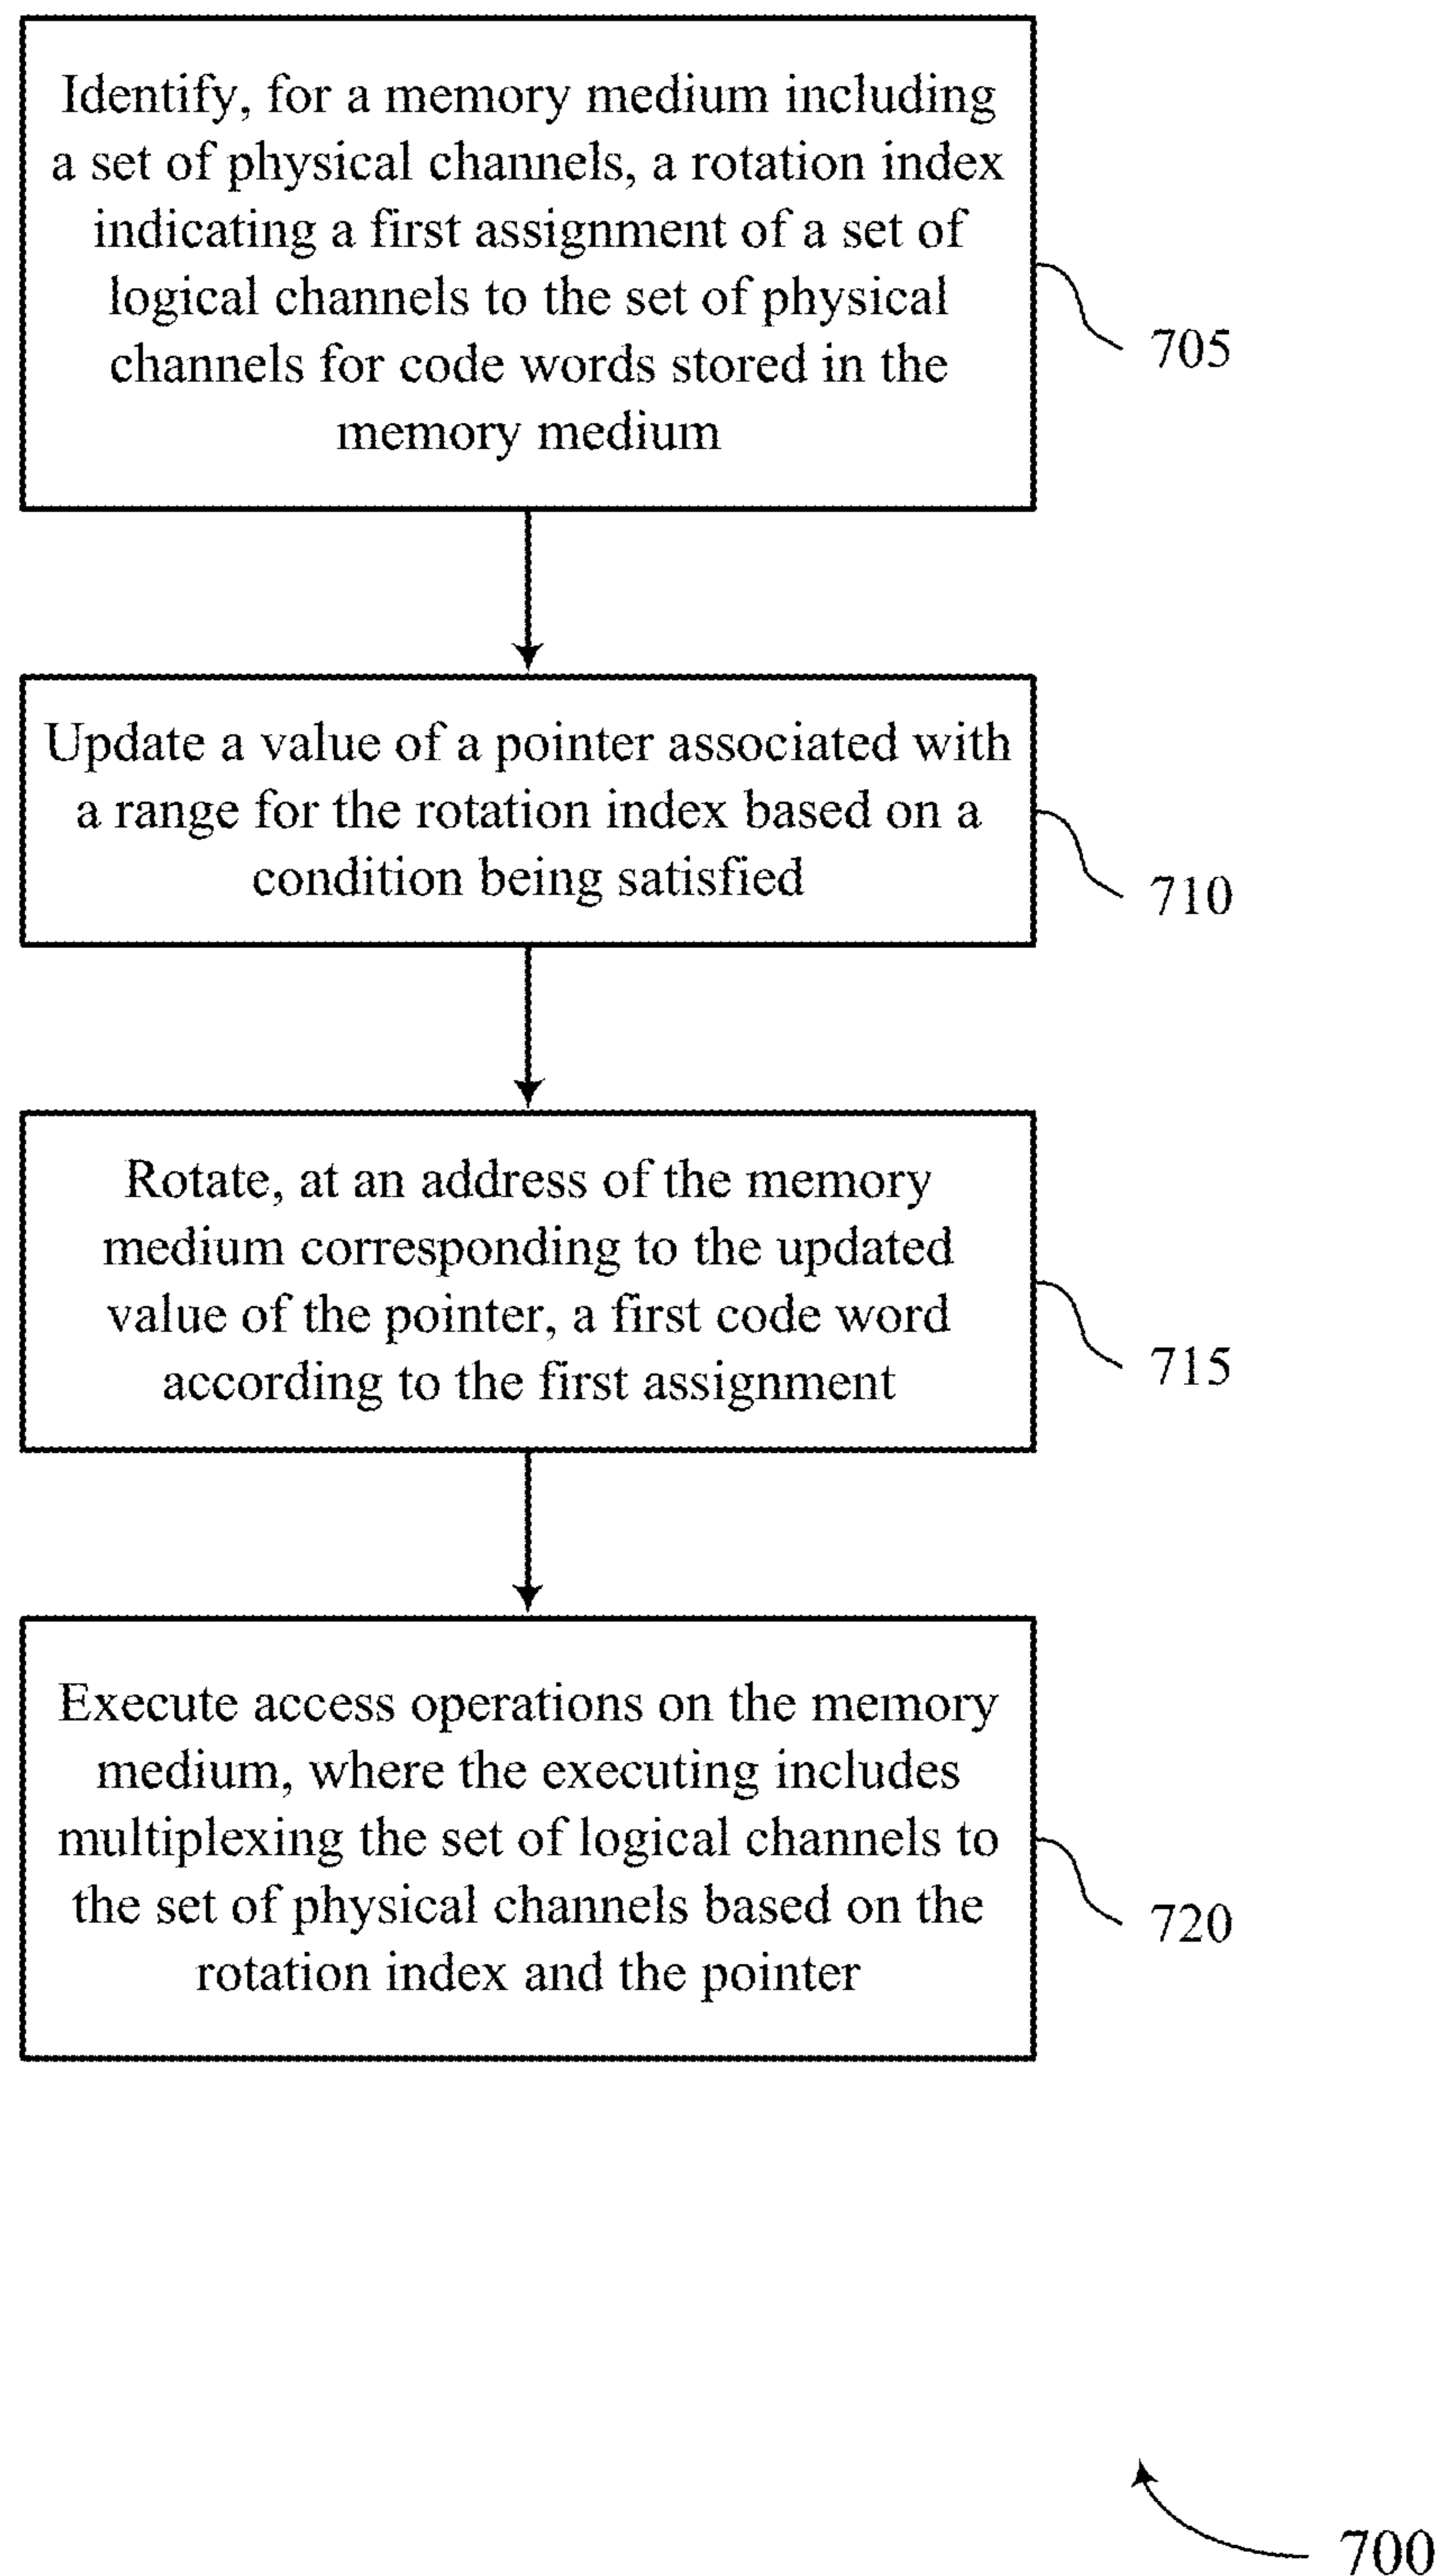 Identify, for a memory medium including
a set of physical channels, a rotation index
indicating a first assignment of a set of
logical channels to the set of physical
channels for code words stored in the
memory medium
705
Update a value of a pointer associated with
a range for the rotation index based on a
condition being satisfied
710
Rotate, at an address of the memory
medium corresponding to the updated
value of the pointer, a first code word
according to the first assignment
715
Execute access operations on the memory
medium, where the executing includes
multiplexing the set of logical channels to
the set of physical channels based on the
rotation index and the pointer
720
700